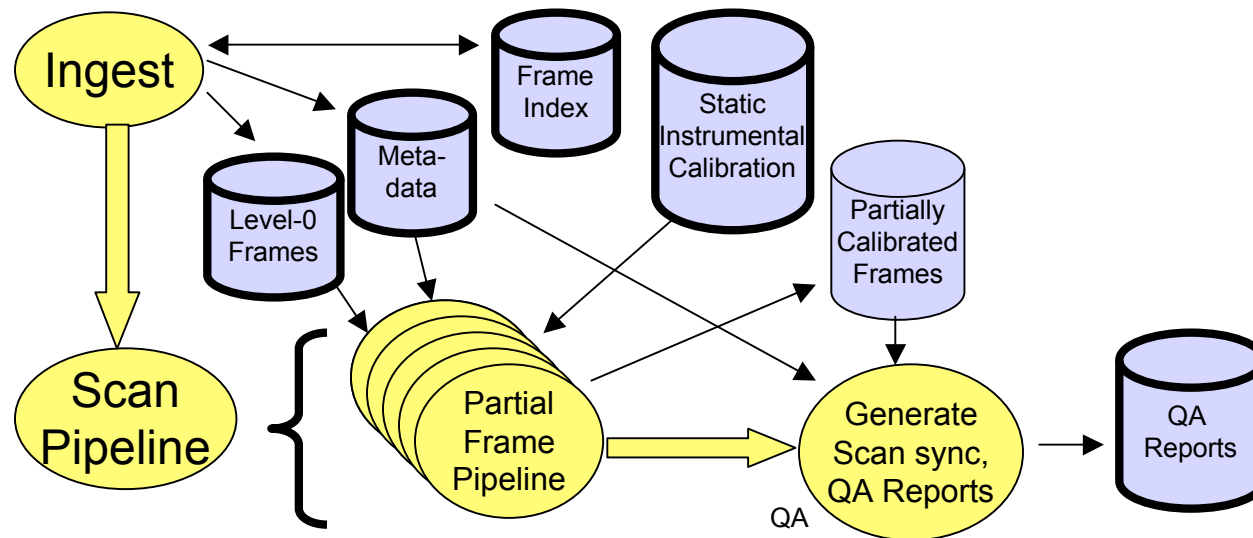 Ingest
Frame
Index
Static
Instrumental
Calibration
Meta-
data
Level-0
Frames
Partially
Calibrated
Frames
Scan
Pipeline
Partial
Frame
Pipeline
Generate
Scan sync,
QA Reports
QA
QA
Reports